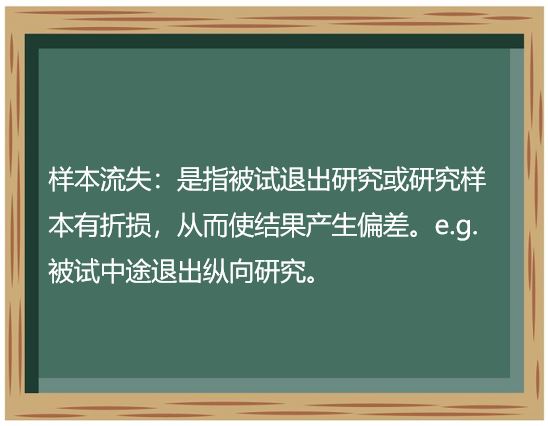 样本流失：是指被试退出研究或研究样
本有折损，从而使结果产生偏差。e.g.
被试中途退出纵向研究。